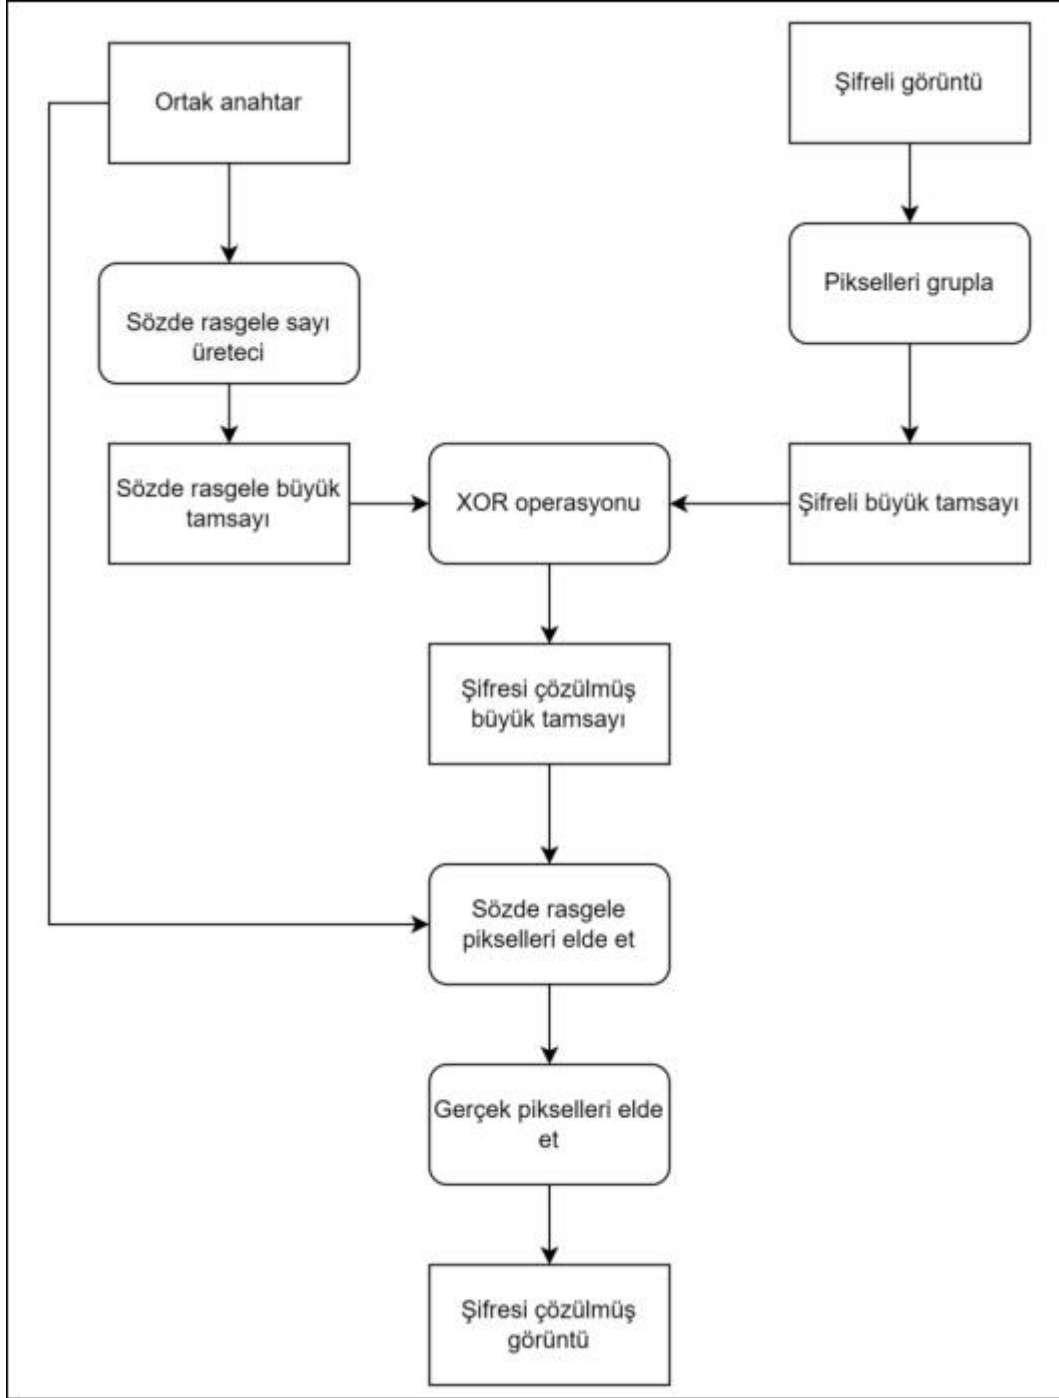 Ortak anahtar
Şifreli görüntü
Pikselleri grupla
Sözde rasgele sayı
üreteci
Sözde rasgele büyük
tamsayı
XOR operasyonu
Şifreli büyük tamsayı
Şifresi çözülmüş
büyük tamsayı
Sözde rasgele
pikselleri elde et
Gerçek pikselleri elde
et
Şifresi çözülmüş
görüntü